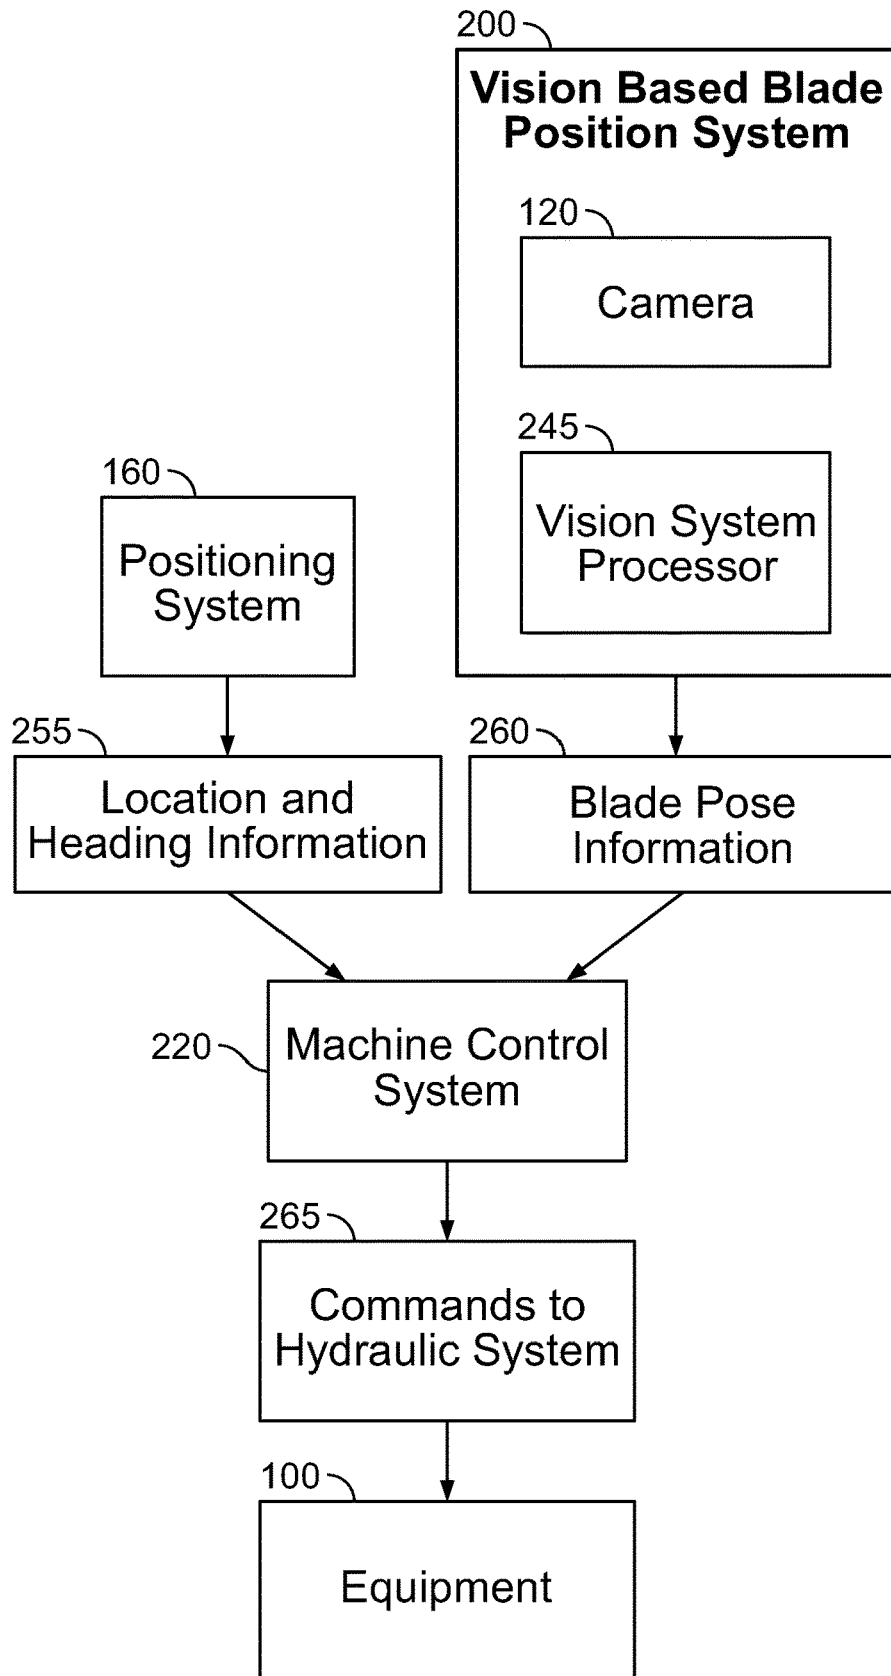 200
Vision Based Blade
Position System
120
Camera
245
Vision System
Processor
160
Positioning
System
255
Location and
Heading Information
260
Blade Pose
Information
220
Machine Control
System
265
Commands to
Hydraulic System
100
Equipment